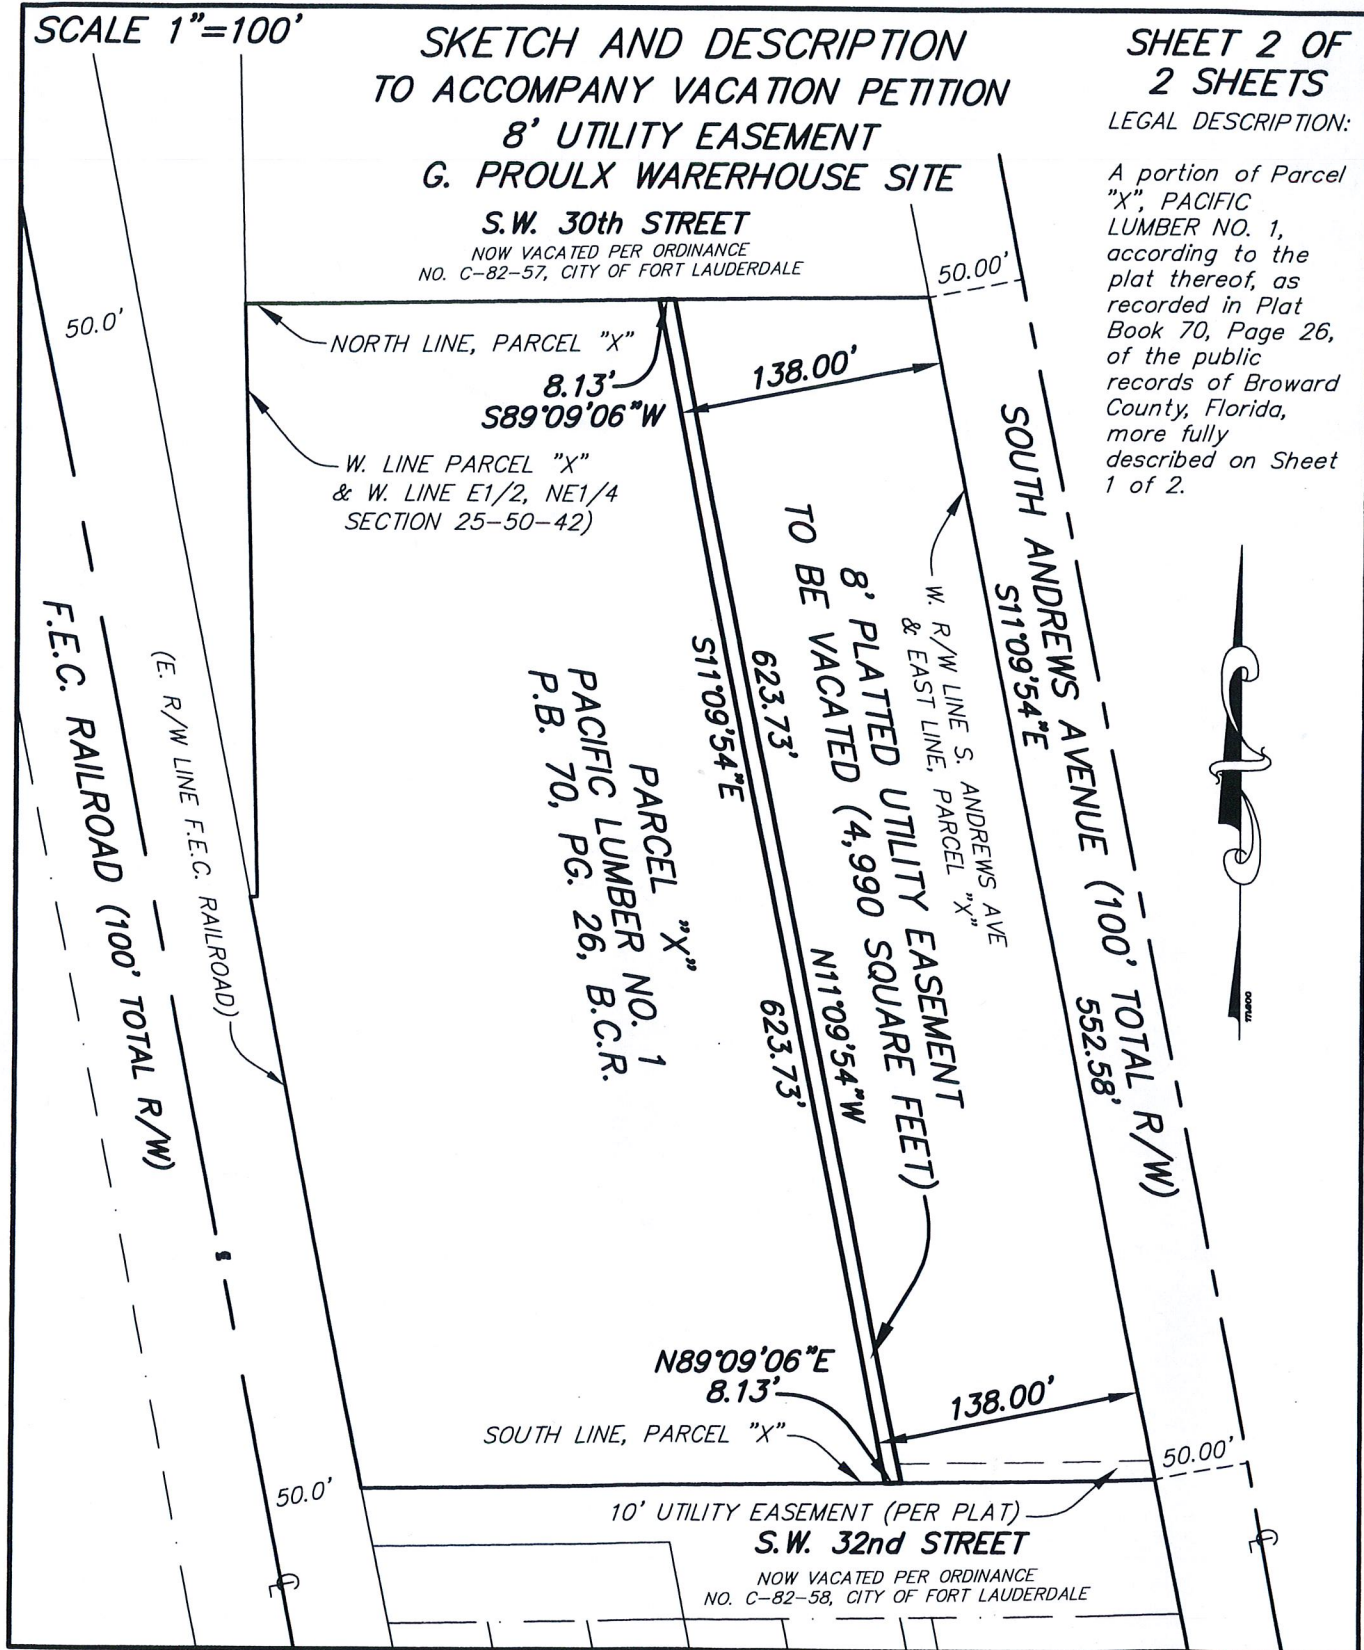 SCALE 1"=100'
SKETCH AND DESCRIPTION
TO ACCOMPANY VACATION PETITION
8' UTILITY EASEMENT
G. PROULX WARERHOUSE SITE
SHEET 2 OF
2 SHEETS
LEGAL DESCRIPTION:
A portion of Parcel
"X", PACIFIC
LUMBER NO. 1,
according to the
plat thereof, as
recorded in Plat
Book 70, Page 26,
of the public
records of Broward
County, Florida,
more fully
described on Sheet
1 of 2.
S.W. 30th STREET
NOW VACATED PER ORDINANCE
NO. C-82-57, CITY OF FORT LAUDERDALE
50.00'
50.0'
NORTH LINE, PARCEL "X"
8.13'
S89°09'06"W
138.00'
W. LINE PARCEL "X"
& W. LINE E1/2, NE1/4
SECTION 25-50-42)
SOUTH ANDREWS AVENUE (100' TOTAL R/W)
S11°09'54"E
552.58'
W. R/W LINE S. ANDREWS AVE
& EAST LINE, PARCEL "X"
8' PLATTED UTILITY EASEMENT
TO BE VACATED (4,990 SQUARE FEET)
623.73'
S11°09'54"E
N11°09'54"W
623.73'
PARCEL "X"
PACIFIC LUMBER NO. 1
P.B. 70, PG. 26, B.C.R.
(E. R/W LINE F.E.C. RAILROAD)
F.E.C. RAILROAD (100' TOTAL R/W)
N89°09'06"E
8.13'
138.00'
SOUTH LINE, PARCEL "X"
50.00'
50.0'
10' UTILITY EASEMENT (PER PLAT)
S.W. 32nd STREET
NOW VACATED PER ORDINANCE
NO. C-82-58, CITY OF FORT LAUDERDALE